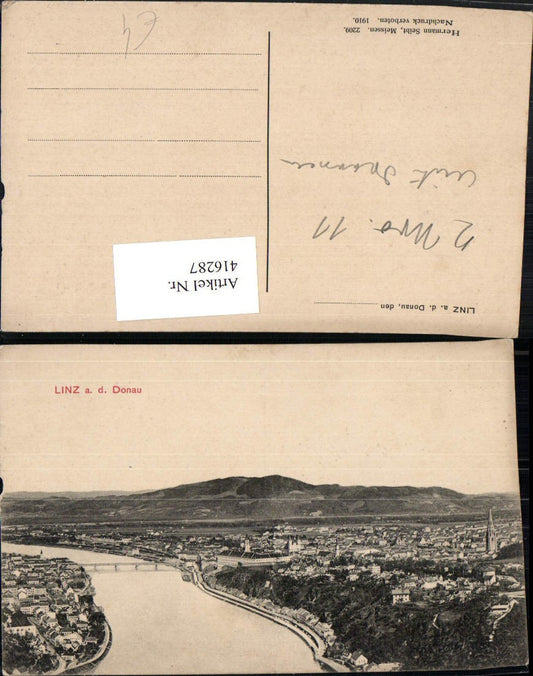 LINZ a. d. Donau, den
Hermann Seibt, Meissen. 2209.
Nachdruck verboten. 1910.
Artikel Nr.
416287
LINZ a. d. Donau